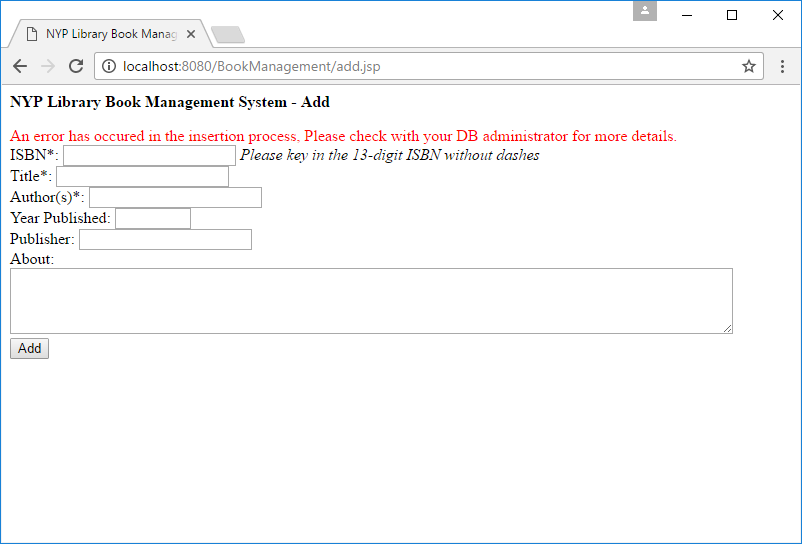 NYP Library Book Manag
localhost:8080/BookManagement/add.jsp
NYP Library Book Management System - Add
An error has occured in the insertion process, Please check with your DB administrator for more details.
ISBN*: Please key in the 13-digit ISBN without dashes
Title*:
Author(s)*:
Year Published:
Publisher:
About:
Add